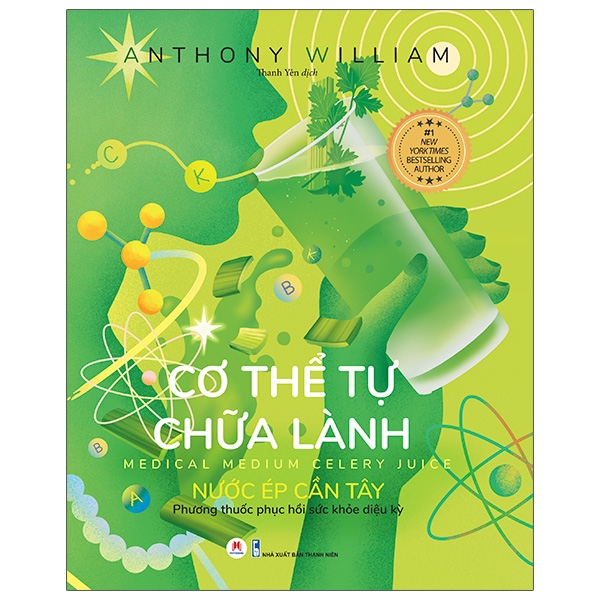 ANTHONY WILLIAM
Thanh Yên dịch
#1
NEW
YORK TIMES
BESTSELLING
AUTHOR
C
K
K
B
B
A
CƠ THỂ TỰ
CHỮA LÀNH
MEDICAL MEDIUM CELERY JUICE
NƯỚC ÉP CẦN TÂY
Phương thuốc phục hồi sức khỏe diệu kỳ
NHÀ XUẤT BẢN THANH NIÊN